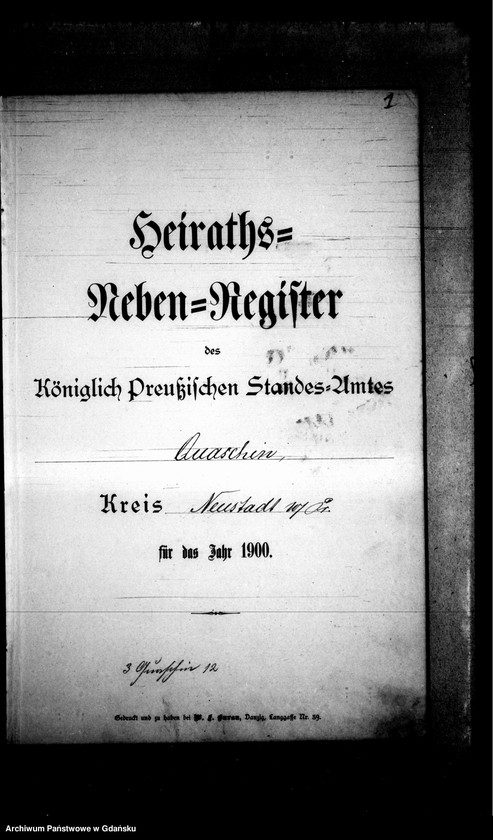 1
Heiraths-
Neben-Register
des
Königlich Preußischen Standes-Amtes
Quaschin,
Kreis Neustadt w/Pr.
für das Jahr 1900.
3 Quaschin 12
Gedruckt und zu haben bei W. F. Burau, Danzig, Langgasse Nr. 39.
Archiwum Państwowe w Gdańsku